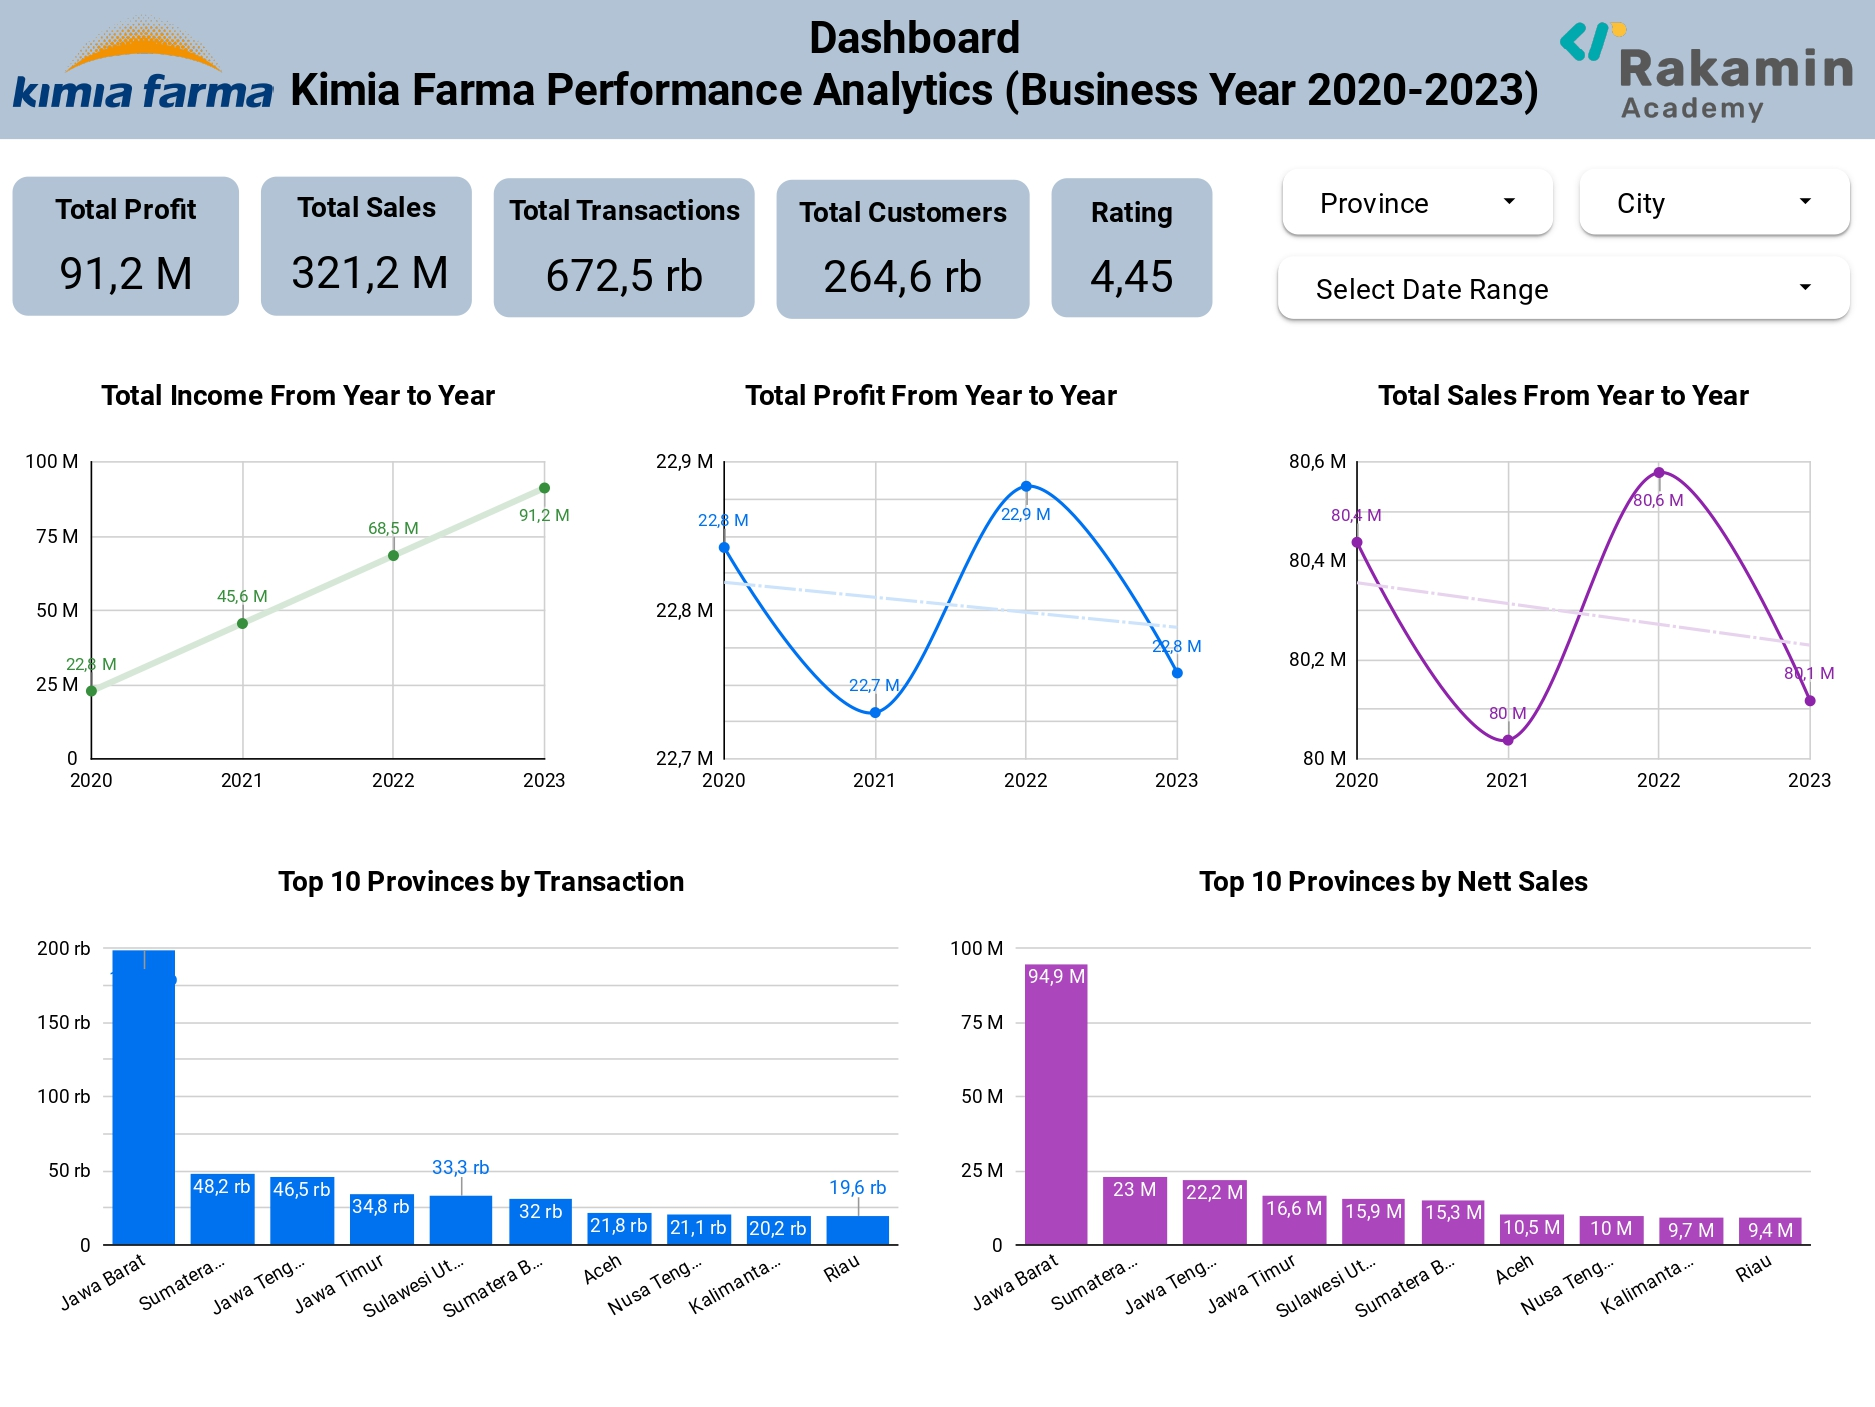 Dashboard
Kimia Farma Performance Analytics (Business Year 2020-2023)
kimia farma
Rakamin
Academy
Total Profit
91,2 M
Total Sales
321,2 M
Total Transactions
672,5 rb
Total Customers
264,6 rb
Rating
4,45
Province
City
Select Date Range
Total Income From Year to Year
100 M
75 M
50 M
25 M
0
22,8 M
45,6 M
68,5 M
91,2 M
2020 2021 2022 2023
Total Profit From Year to Year
22,9 M
22,8 M
22,7 M
22,8 M
22,7 M
22,9 M
22,8 M
2020 2021 2022 2023
Total Sales From Year to Year
80,6 M
80,4 M
80,2 M
80 M
80,4 M
80 M
80,6 M
80,1 M
2020 2021 2022 2023
Top 10 Provinces by Transaction
200 rb
150 rb
100 rb
50 rb
0
48,2 rb
46,5 rb
34,8 rb
33,3 rb
32 rb
21,8 rb
21,1 rb
20,2 rb
19,6 rb
Jawa Barat
Sumatera...
Jawa Teng...
Jawa Timur
Sulawesi Ut...
Sumatera B...
Aceh
Nusa Teng...
Kalimanta...
Riau
Top 10 Provinces by Nett Sales
100 M
75 M
50 M
25 M
0
94,9 M
23 M
22,2 M
16,6 M
15,9 M
15,3 M
10,5 M
10 M
9,7 M
9,4 M
Jawa Barat
Sumatera...
Jawa Teng...
Jawa Timur
Sulawesi Ut...
Sumatera B...
Aceh
Nusa Teng...
Kalimanta...
Riau